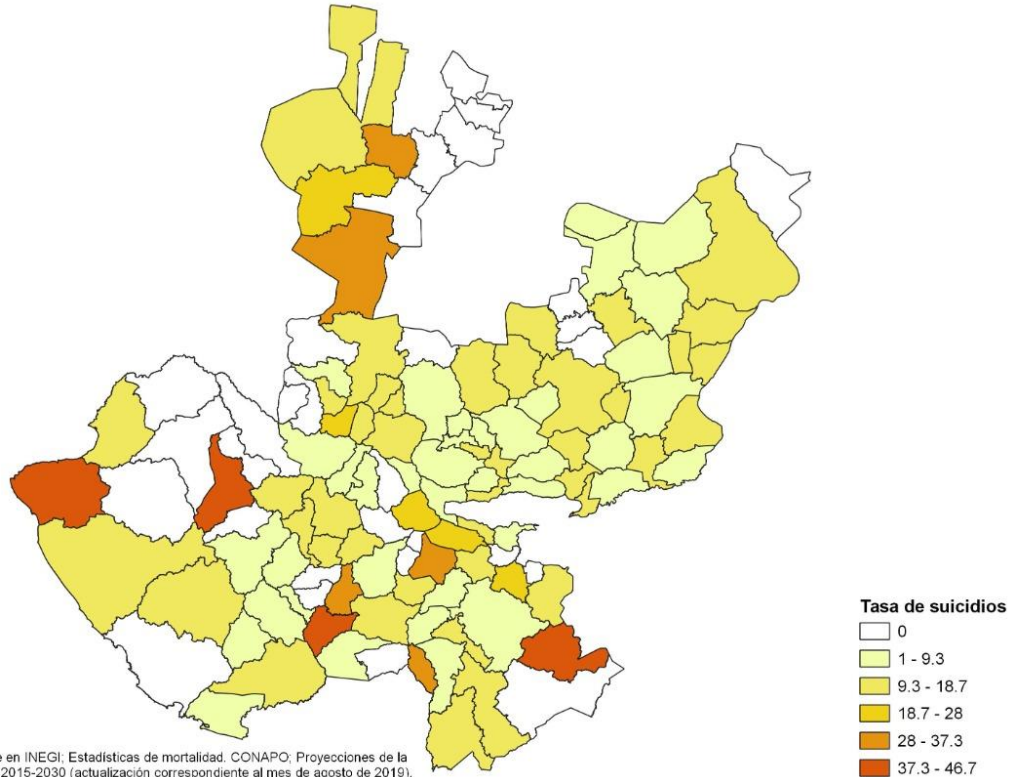 Tasa de suicidios
0
1 - 9.3
9.3 - 18.7
18.7 - 28
28 - 37.3
37.3 - 46.7
en INEGI; Estadísticas de mortalidad. CONAPO; Proyecciones de la
2015-2030 (actualización correspondiente al mes de agosto de 2019).